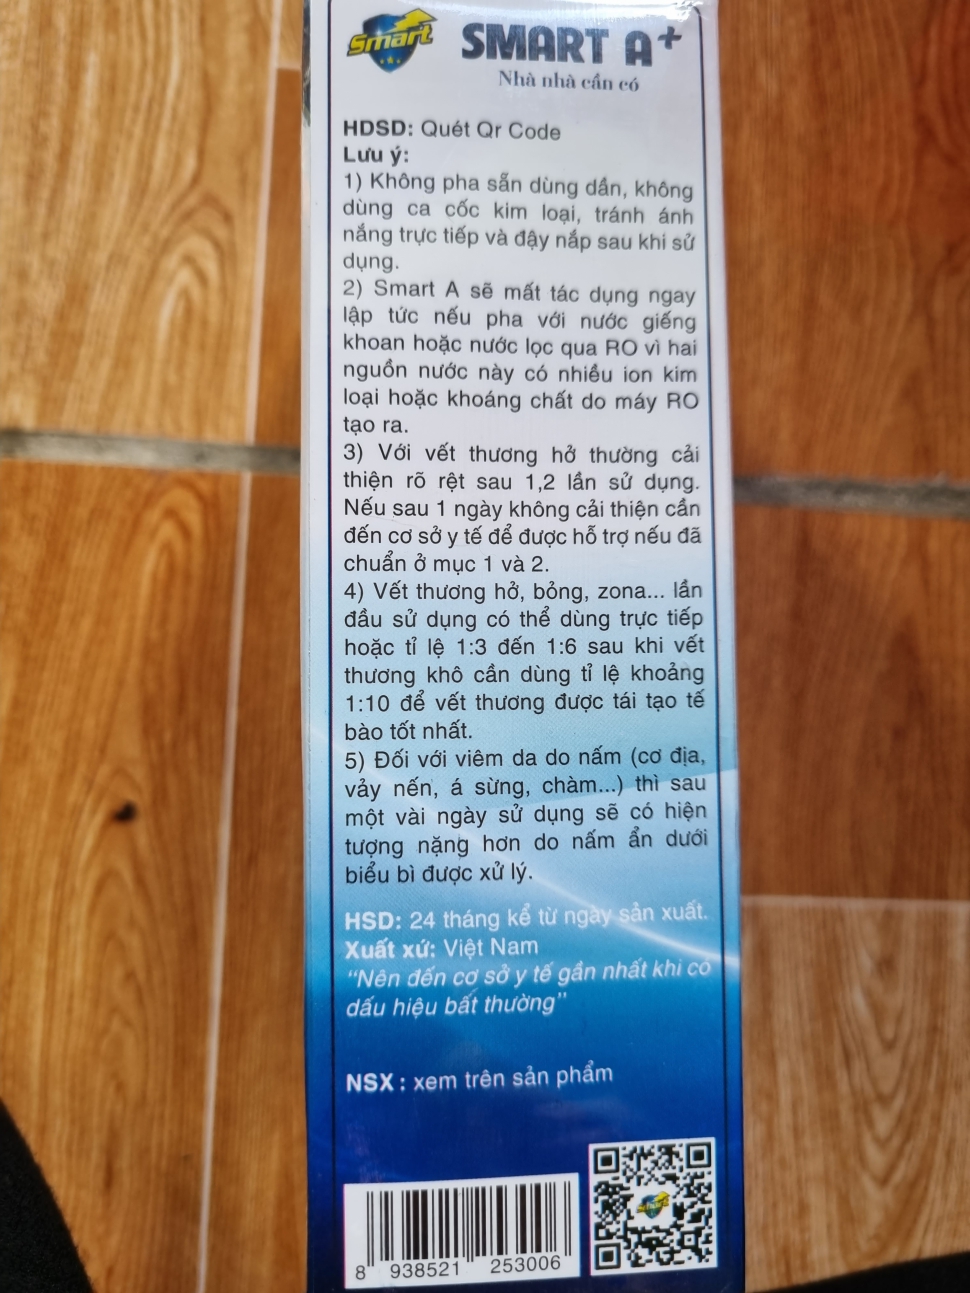 Smart
SMART A+
Nhà nhà cần có
HDSD: Quét Qr Code
Lưu ý:
1) Không pha sẵn dùng dần, không
dùng ca cốc kim loại, tránh ánh
nắng trực tiếp và đậy nắp sau khi sử
dụng.
2) Smart A sẽ mất tác dụng ngay
lập tức nếu pha với nước giếng
khoan hoặc nước lọc qua RO vì hai
nguồn nước này có nhiều ion kim
loại hoặc khoáng chất do máy RO
tạo ra.
3) Với vết thương hở thường cải
thiện rõ rệt sau 1,2 lần sử dụng.
Nếu sau 1 ngày không cải thiện cần
đến cơ sở y tế để được hỗ trợ nếu đã
chuẩn ở mục 1 và 2.
4) Vết thương hở, bỏng, zona... lần
đầu sử dụng có thể dùng trực tiếp
hoặc tỉ lệ 1:3 đến 1:6 sau khi vết
thương khô cần dùng tỉ lệ khoảng
1:10 để vết thương được tái tạo tế
bào tốt nhất.
5) Đối với viêm da do nấm (cơ địa,
vảy nến, á sừng, chàm...) thì sau
một vài ngày sử dụng sẽ có hiện
tượng nặng hơn do nấm ẩn dưới
biểu bì được xử lý.
HSD: 24 tháng kể từ ngày sản xuất.
Xuất xứ: Việt Nam
"Nên đến cơ sở y tế gần nhất khi có
dấu hiệu bất thường"
NSX : xem trên sản phẩm
8 938521 253006